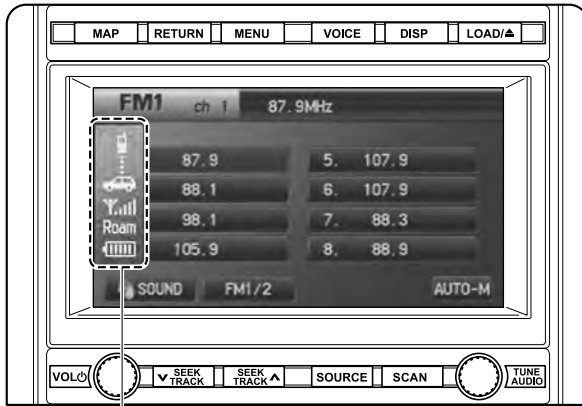 MAP RETURN MENU VOICE DISP LOAD/⏏
FM1 ch 1 87.9MHz
87.9 5. 107.9
88.1 6. 107.9
98.1 7. 88.3
Roam
105.9 8. 88.9
SOUND FM1/2 AUTO-M
VOL⏻ ∨ SEEK TRACK SEEK TRACK ∧ SOURCE SCAN TUNE AUDIO